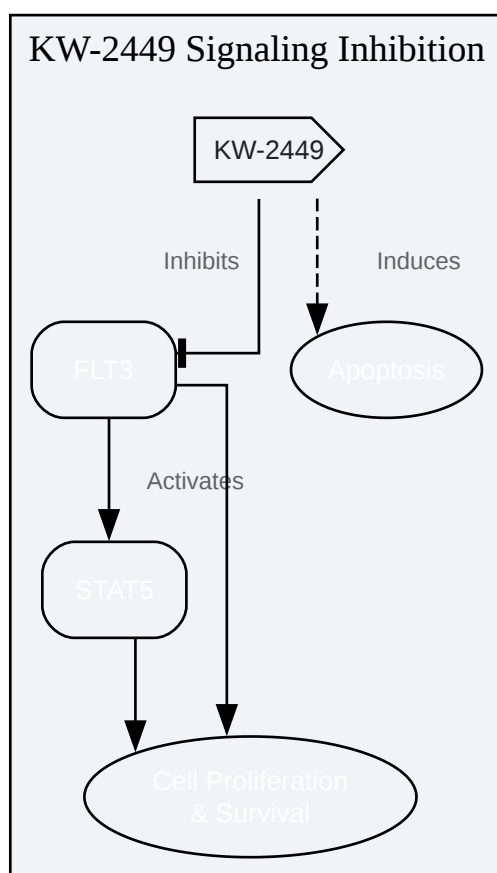 KW-2449 Signaling Inhibition
KW-2449
Inhibits
Induces
FLT3
Apoptosis
Activates
STAT5
Cell Proliferation
& Survival